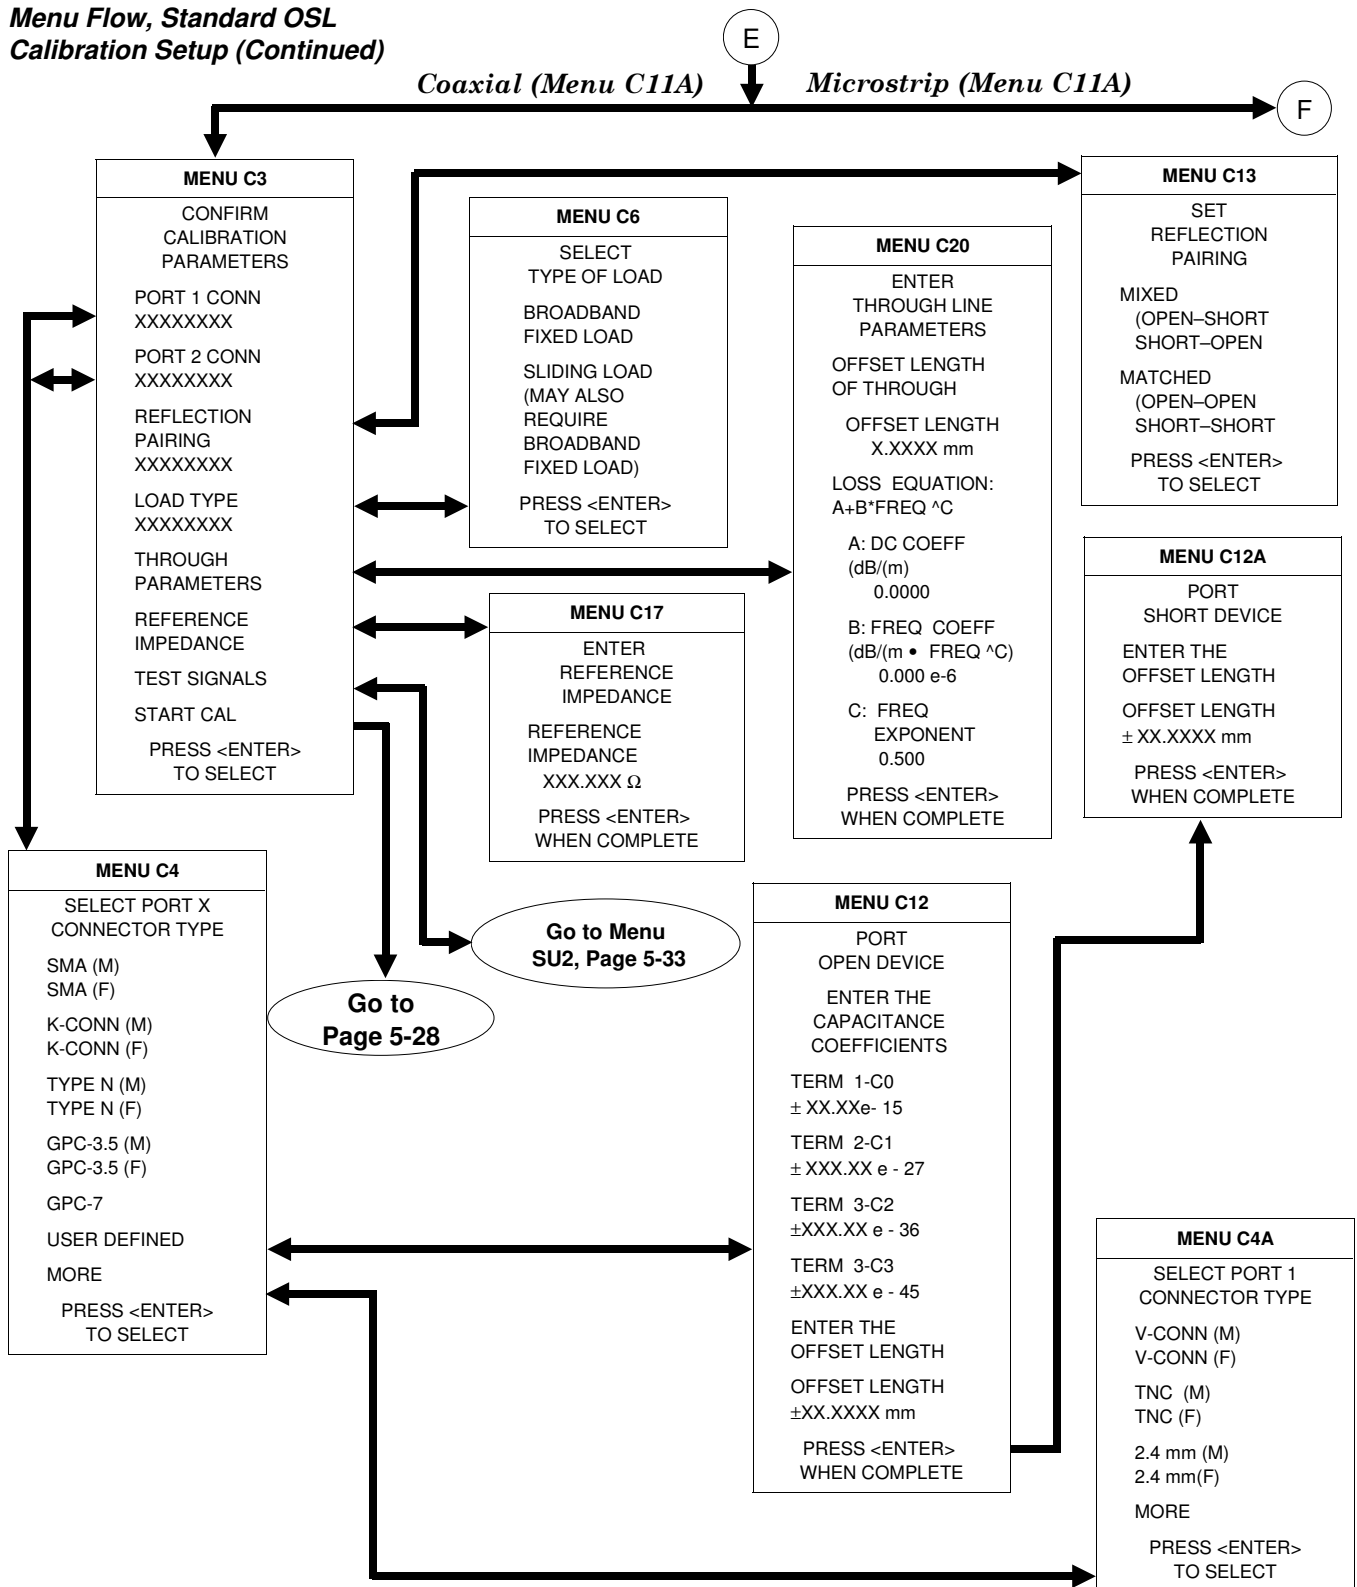 Menu Flow, Standard OSL
Calibration Setup (Continued)
E
Coaxial (Menu C11A)
Microstrip (Menu C11A)
F
MENU C3
CONFIRM
CALIBRATION
PARAMETERS
PORT 1 CONN
XXXXXXXX
PORT 2 CONN
XXXXXXXX
REFLECTION
PAIRING
XXXXXXXX
LOAD TYPE
XXXXXXXX
THROUGH
PARAMETERS
REFERENCE
IMPEDANCE
TEST SIGNALS
START CAL
PRESS <ENTER>
TO SELECT
MENU C6
SELECT
TYPE OF LOAD
BROADBAND
FIXED LOAD
SLIDING LOAD
(MAY ALSO
REQUIRE
BROADBAND
FIXED LOAD)
PRESS <ENTER>
TO SELECT
MENU C20
ENTER
THROUGH LINE
PARAMETERS
OFFSET LENGTH
OF THROUGH
OFFSET LENGTH
X.XXXX mm
LOSS EQUATION:
A+B*FREQ ^C
A: DC COEFF
(dB/(m)
0.0000
B: FREQ COEFF
(dB/(m • FREQ ^C)
0.000 e-6
C: FREQ
EXPONENT
0.500
PRESS <ENTER>
WHEN COMPLETE
MENU C13
SET
REFLECTION
PAIRING
MIXED
(OPEN–SHORT
SHORT–OPEN
MATCHED
(OPEN–OPEN
SHORT–SHORT
PRESS <ENTER>
TO SELECT
MENU C17
ENTER
REFERENCE
IMPEDANCE
REFERENCE
IMPEDANCE
XXX.XXX Ω
PRESS <ENTER>
WHEN COMPLETE
MENU C12A
PORT
SHORT DEVICE
ENTER THE
OFFSET LENGTH
OFFSET LENGTH
± XX.XXXX mm
PRESS <ENTER>
WHEN COMPLETE
MENU C4
SELECT PORT X
CONNECTOR TYPE
SMA (M)
SMA (F)
K-CONN (M)
K-CONN (F)
TYPE N (M)
TYPE N (F)
GPC-3.5 (M)
GPC-3.5 (F)
GPC-7
USER DEFINED
MORE
PRESS <ENTER>
TO SELECT
Go to Menu
SU2, Page 5-33
Go to
Page 5-28
MENU C12
PORT
OPEN DEVICE
ENTER THE
CAPACITANCE
COEFFICIENTS
TERM 1-C0
± XX.XXe- 15
TERM 2-C1
± XXX.XX e - 27
TERM 3-C2
±XXX.XX e - 36
TERM 3-C3
±XXX.XX e - 45
ENTER THE
OFFSET LENGTH
OFFSET LENGTH
±XX.XXXX mm
PRESS <ENTER>
WHEN COMPLETE
MENU C4A
SELECT PORT 1
CONNECTOR TYPE
V-CONN (M)
V-CONN (F)
TNC (M)
TNC (F)
2.4 mm (M)
2.4 mm(F)
MORE
PRESS <ENTER>
TO SELECT